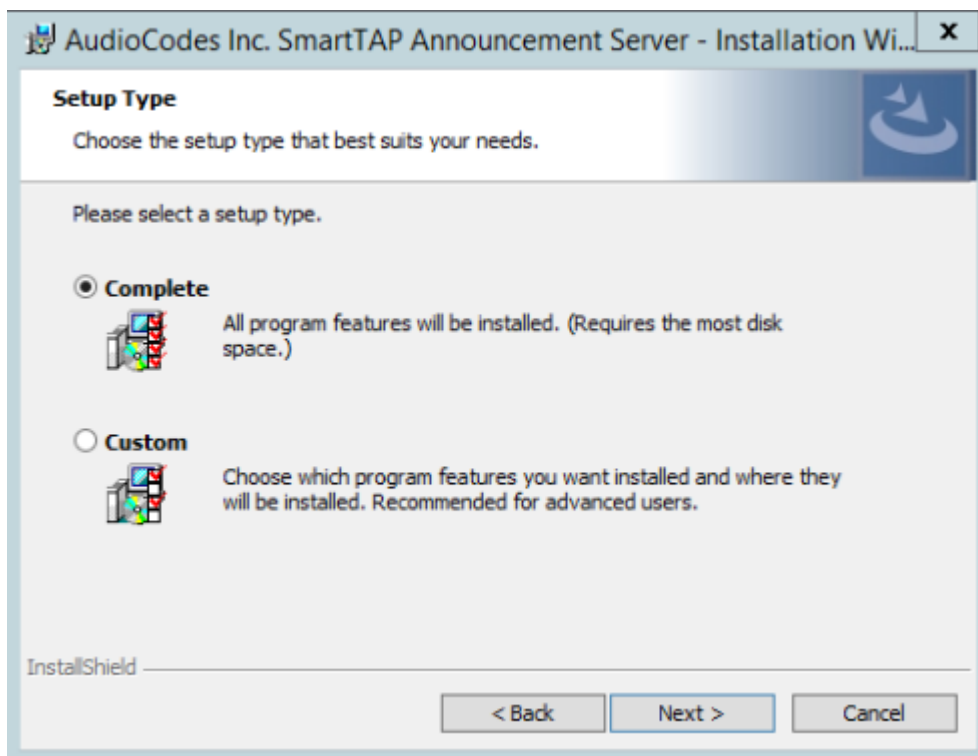 AudioCodes Inc. SmartTAP Announcement Server - Installation Wi...
x
Setup Type
Choose the setup type that best suits your needs.
Please select a setup type.
Complete
All program features will be installed. (Requires the most disk
space.)
Custom
Choose which program features you want installed and where they
will be installed. Recommended for advanced users.
InstallShield
< Back Next > Cancel